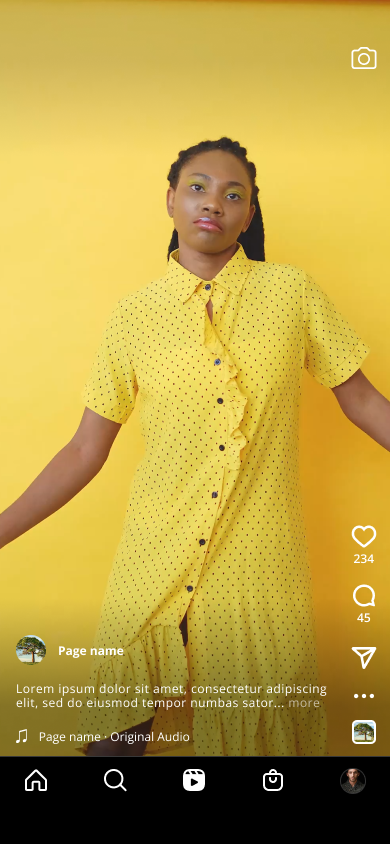 234
45
Page name
Lorem ipsum dolor sit amet, consectetur adipiscing
elit, sed do eiusmod tempor numbas sator... more
Page name · Original Audio